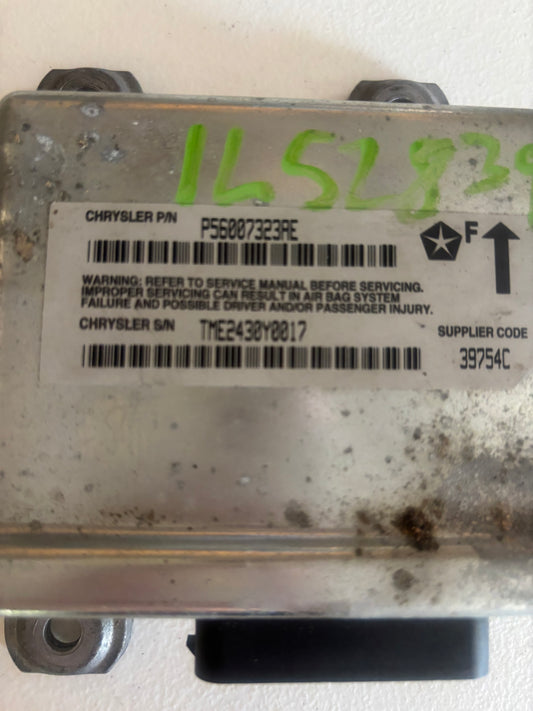 1L52839
CHRYSLER P/N P56007323AE
F
WARNING: REFER TO SERVICE MANUAL BEFORE SERVICING.
IMPROPER SERVICING CAN RESULT IN AIR BAG SYSTEM
FAILURE AND POSSIBLE DRIVER AND/OR PASSENGER INJURY.
CHRYSLER S/N TME2430Y0017
SUPPLIER CODE
39754C